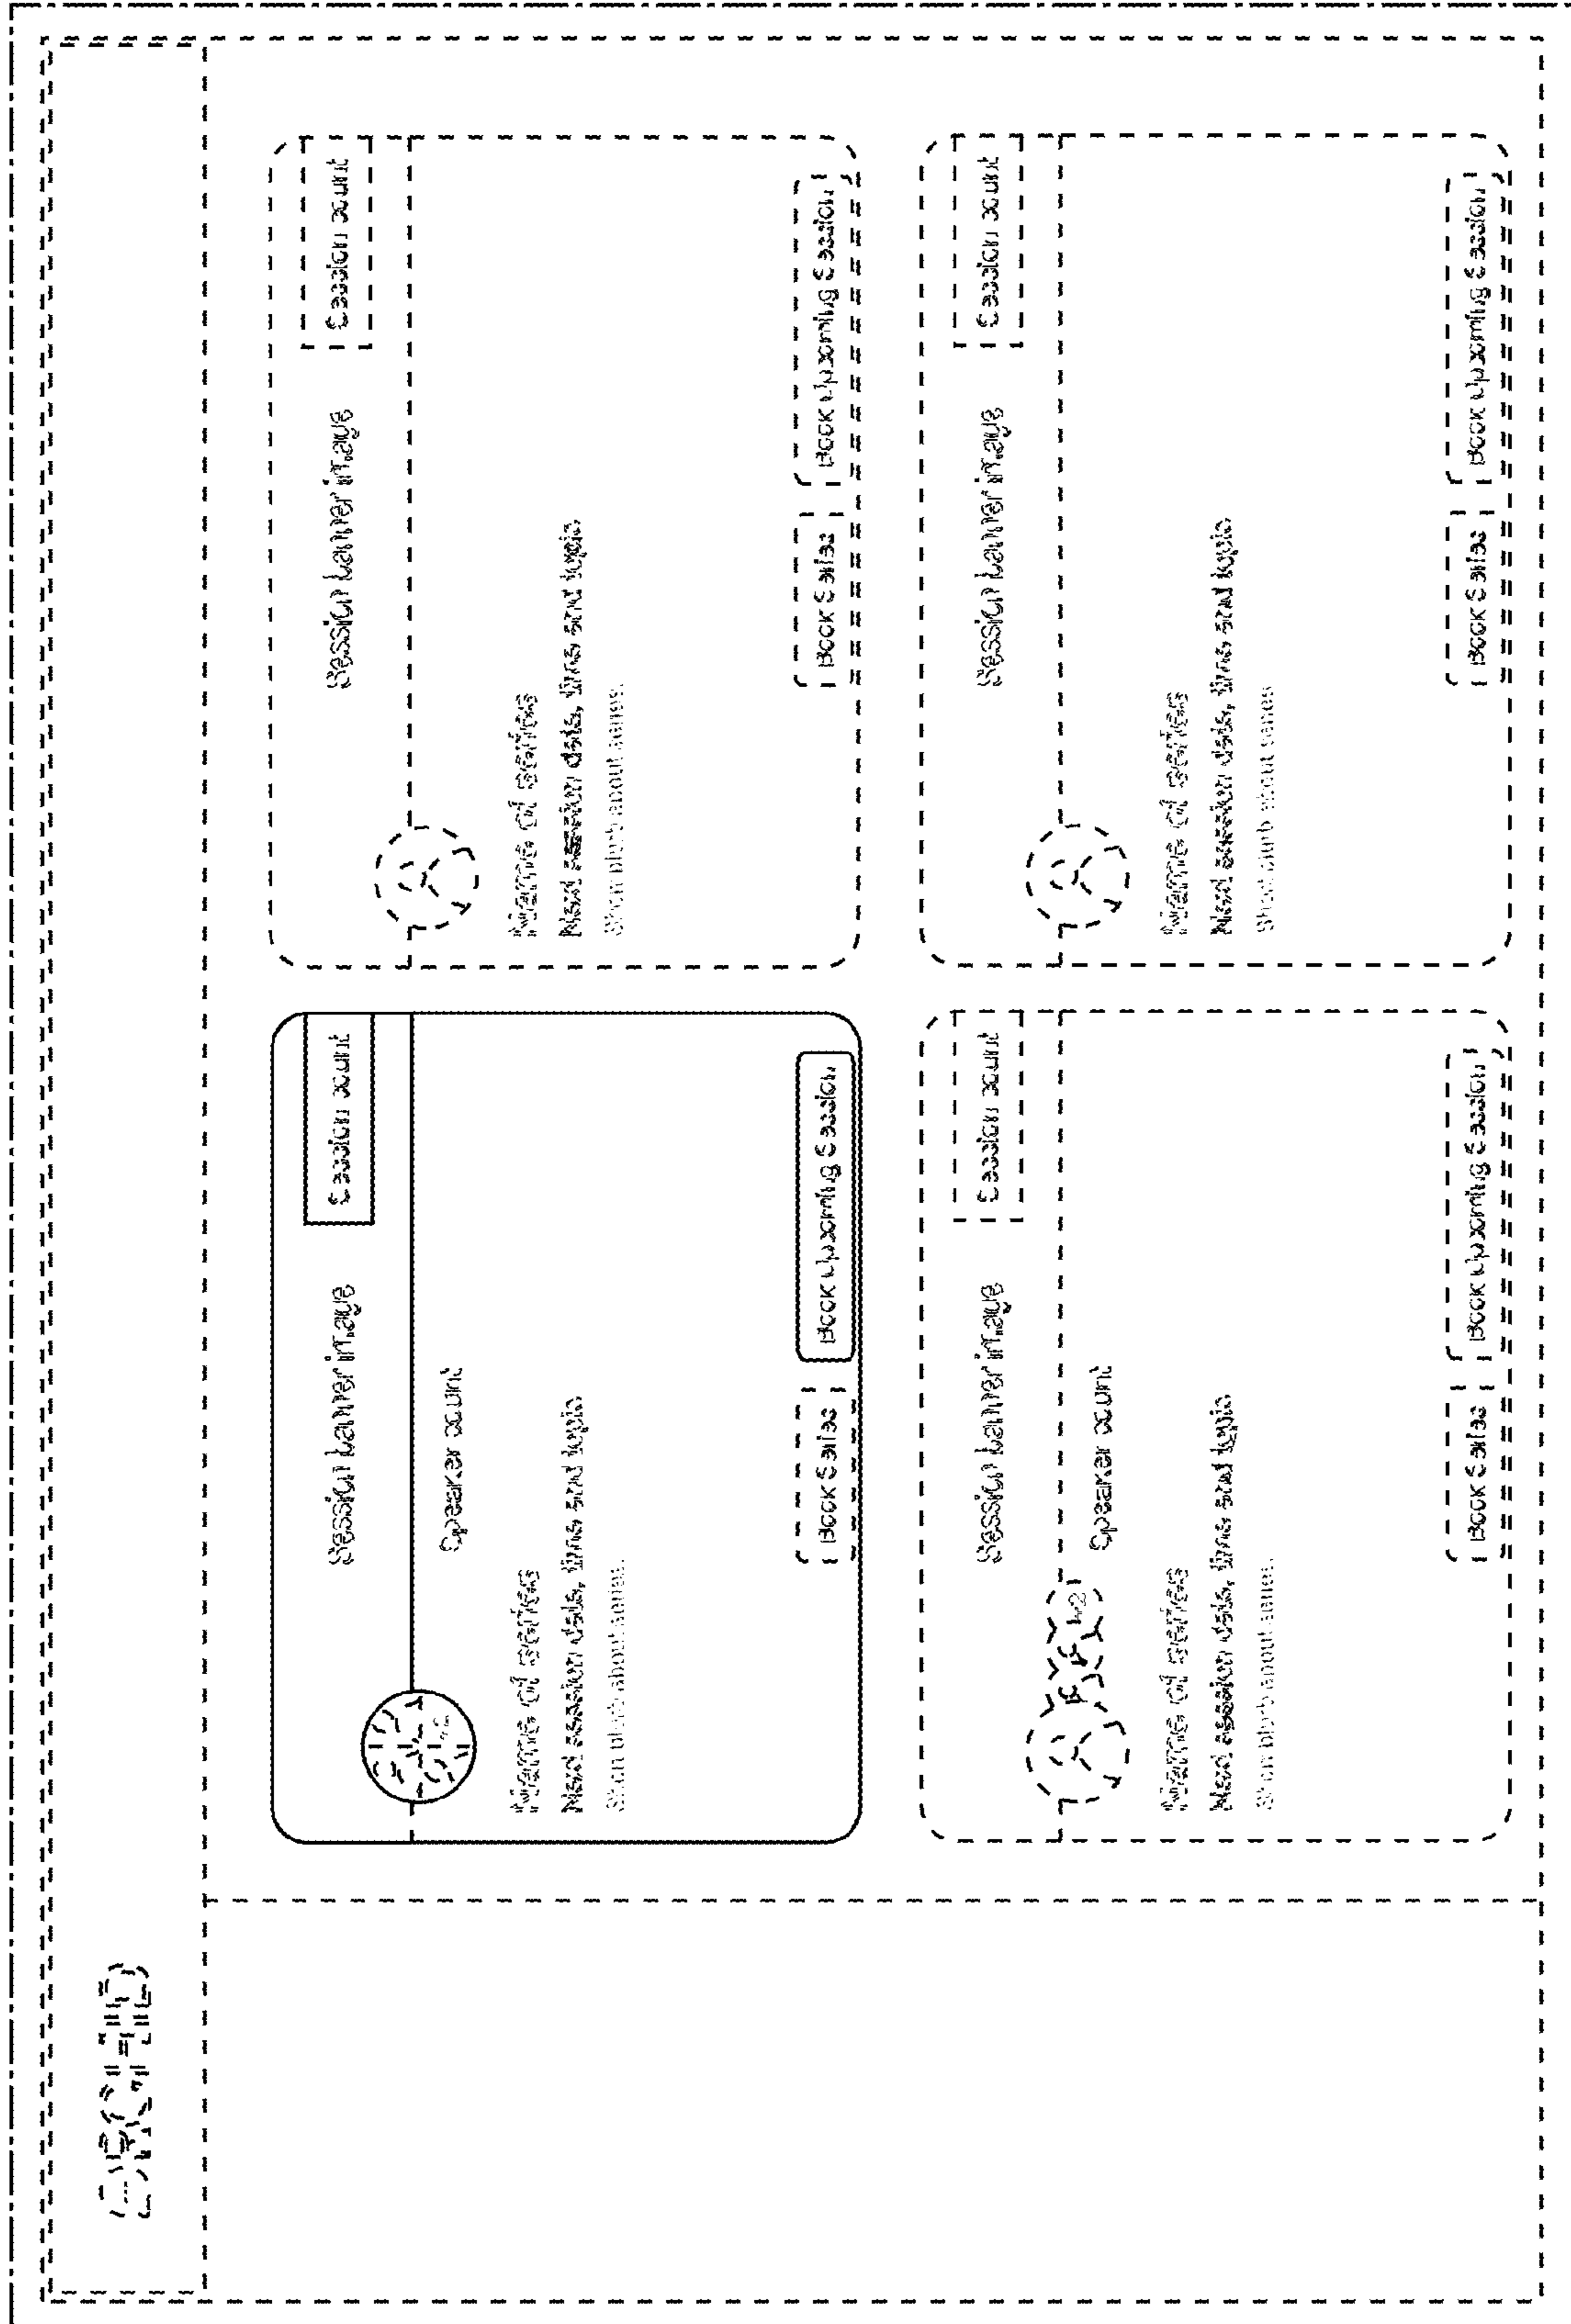 Session banner image
Session count
Speaker count
Name of series
Next session date, time and topic
Short blurb about series.
Book Series
Book Upcoming Session
Session banner image
Session count
Name of series
Next session date, time and topic
Short blurb about series.
Book Series
Book Upcoming Session
Session banner image
Session count
+2
Speaker count
Name of series
Next session date, time and topic
Short blurb about series.
Book Series
Book Upcoming Session
Session banner image
Session count
Name of series
Next session date, time and topic
Short blurb about series
Book Series
Book Upcoming Session